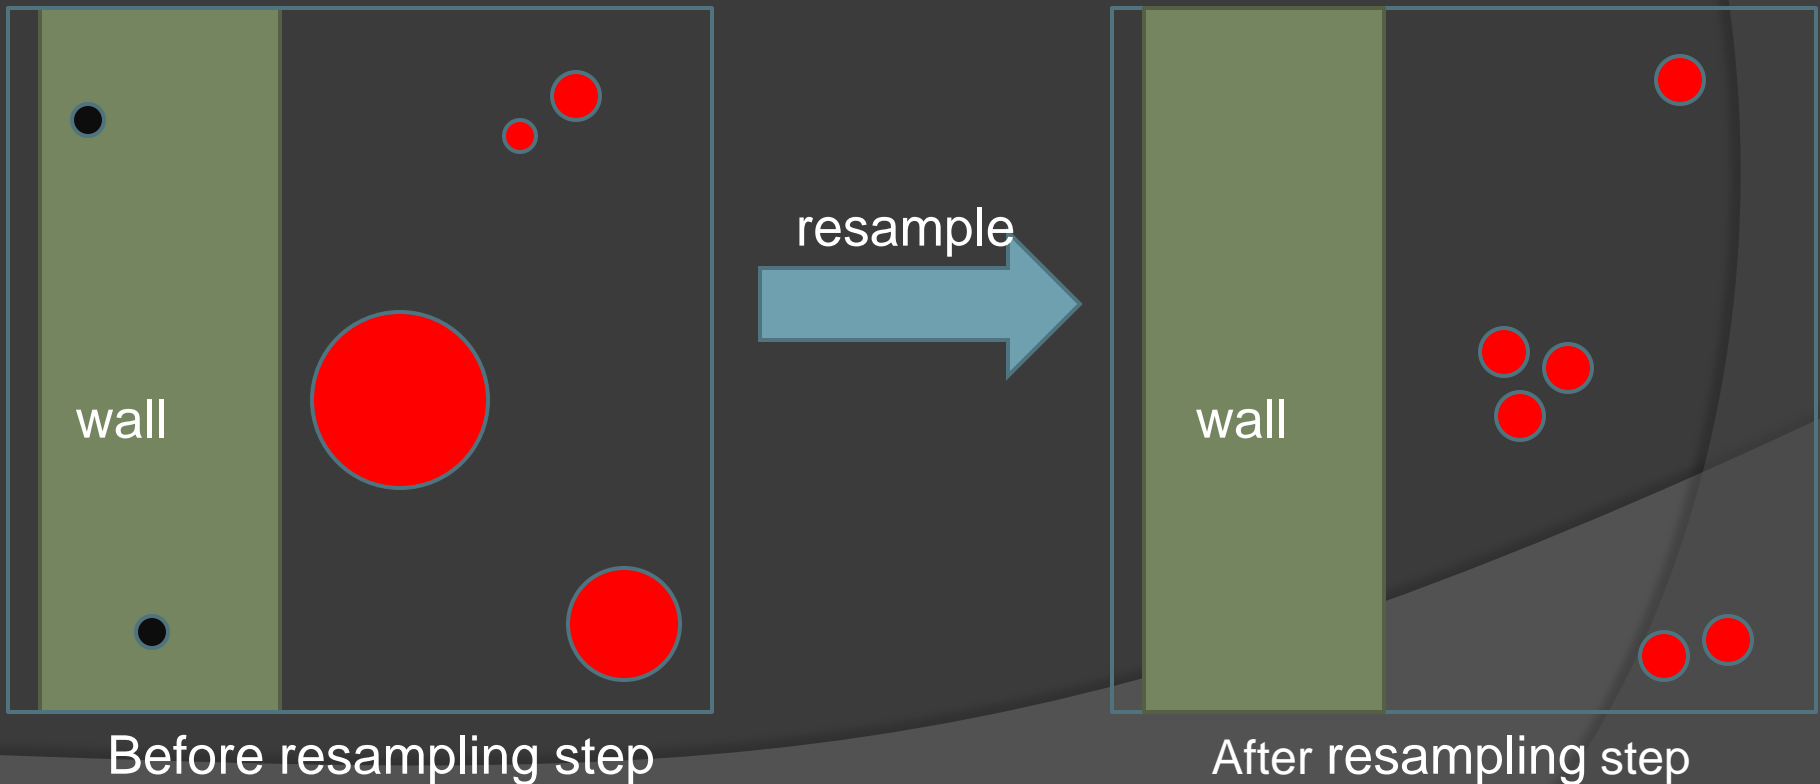 resample
wall
wall
Before resampling step
After resampling step